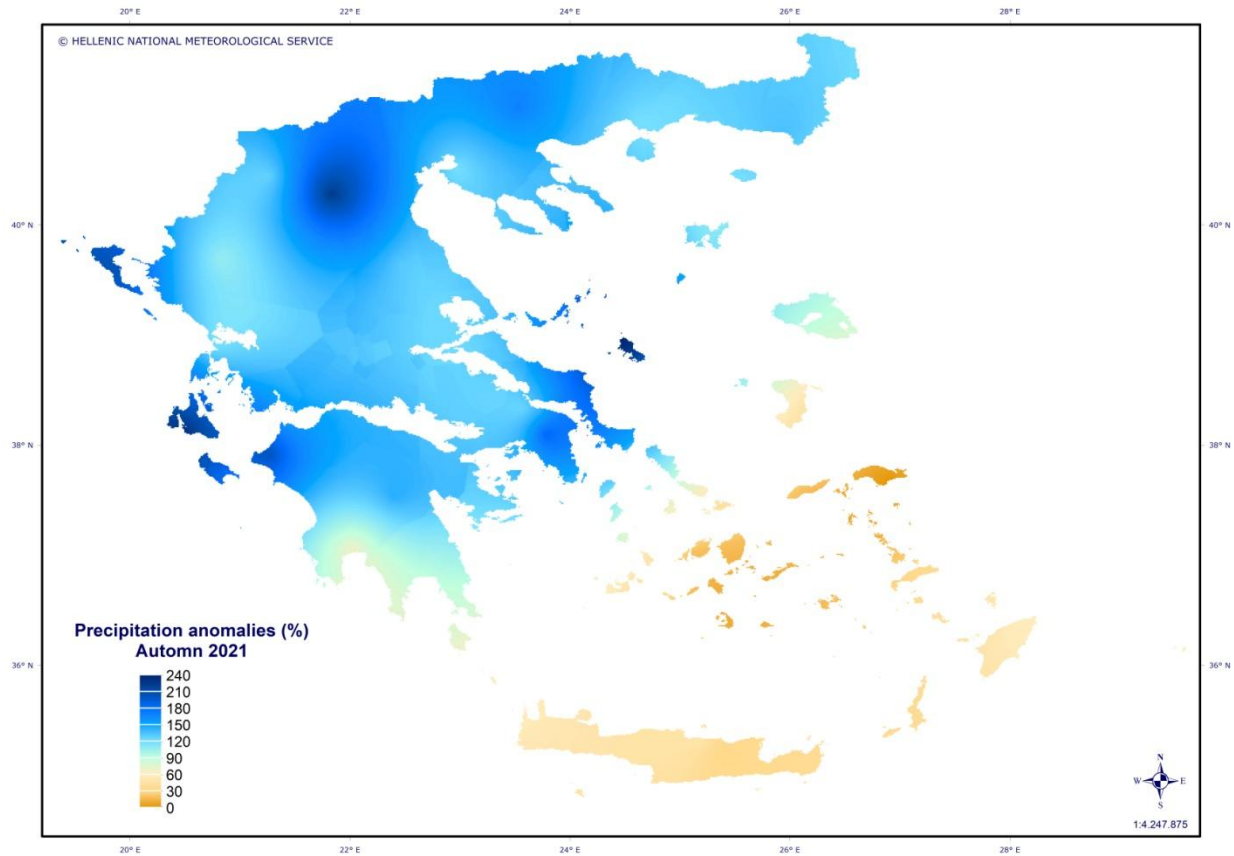 20° E 22° E 24° E 26° E 28° E
© HELLENIC NATIONAL METEOROLOGICAL SERVICE
40° N 40° N
38° N 38° N
36° N 36° N
Precipitation anomalies (%)
Automn 2021
240
210
180
150
120
90
60
30
0
N
W E
S
1:4.247.875
20° E 22° E 24° E 26° E 28° E